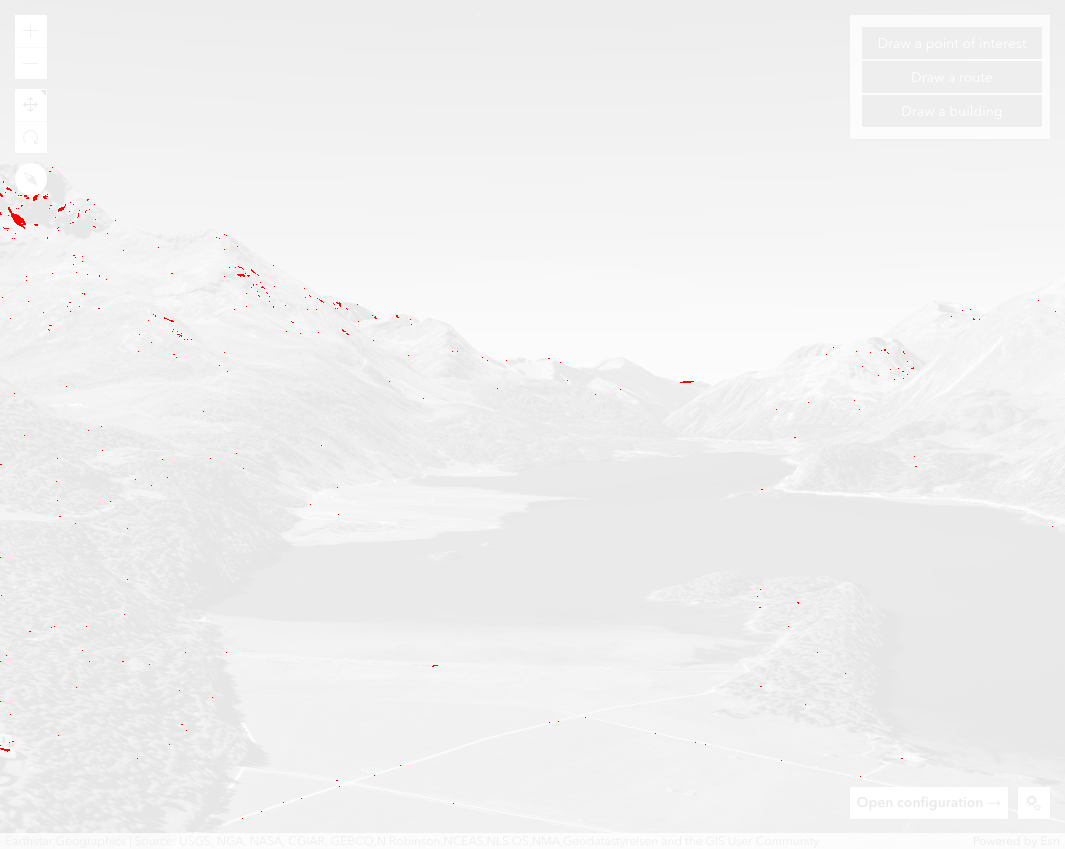 Draw a point of interest
Draw a route
Draw a building
Open configuration →
Earthstar Geographics | Source: USGS, NGA, NASA, CGIAR, GEBCO,N Robinson,NCEAS,NLS,OS,NMA,Geodatastyrelsen and the GIS User Community
Powered by Esri